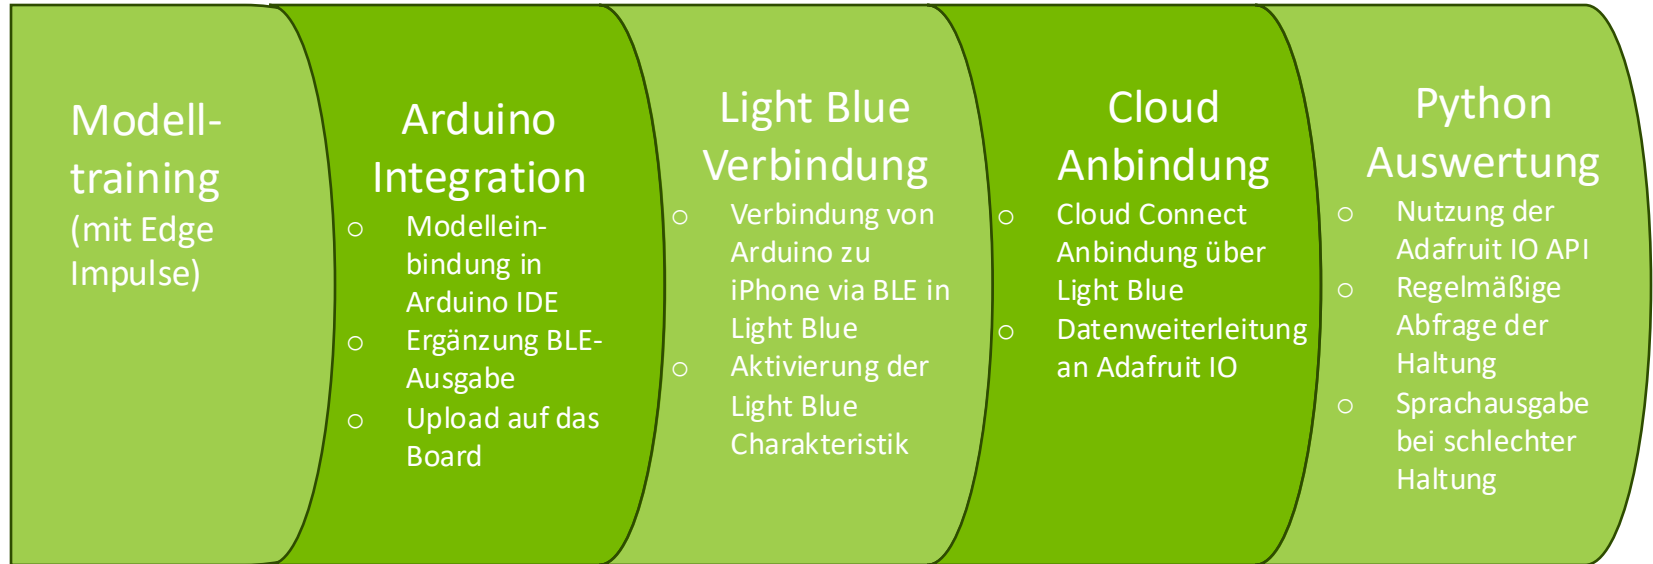 Modell-
training
(mit Edge
Impulse)
Arduino
Integration
o Modellein-
bindung in
Arduino IDE
o Ergänzung BLE-
Ausgabe
o Upload auf das
Board
Light Blue
Verbindung
o Verbindung von
Arduino zu
iPhone via BLE in
Light Blue
o Aktivierung der
Light Blue
Charakteristik
Cloud
Anbindung
o Cloud Connect
Anbindung über
Light Blue
o Datenweiterleitung
an Adafruit IO
Python
Auswertung
o Nutzung der
Adafruit IO API
o Regelmäßige
Abfrage der
Haltung
o Sprachausgabe
bei schlechter
Haltung